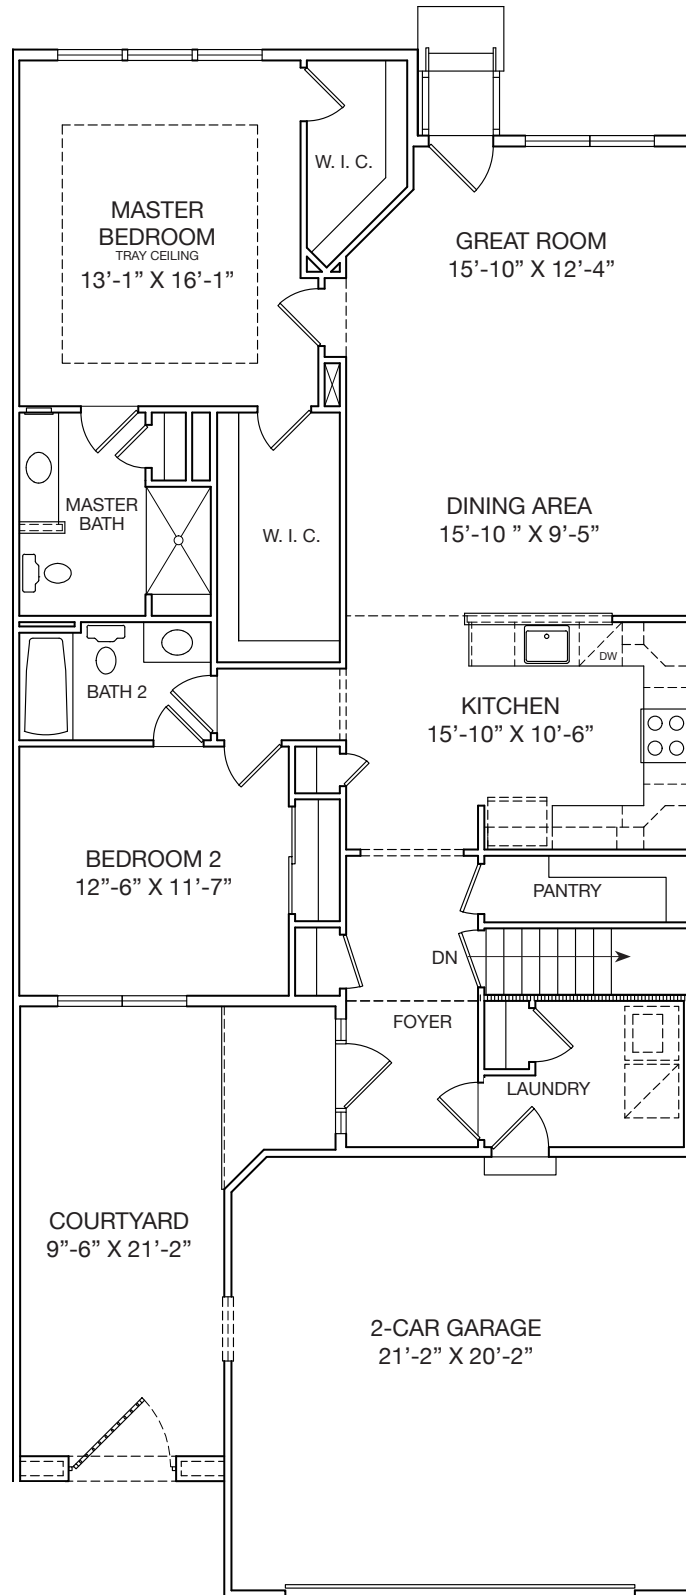 W. I. C.
MASTER
BEDROOM
TRAY CEILING
13’-1” X 16’-1”
GREAT ROOM
15’-10” X 12’-4”
MASTER
BATH
W. I. C.
DINING AREA
15’-10 ” X 9’-5”
DW
BATH 2
KITCHEN
15’-10” X 10’-6”
BEDROOM 2
12”-6” X 11’-7”
PANTRY
DN
FOYER
LAUNDRY
COURTYARD
9”-6” X 21’-2”
2-CAR GARAGE
21’-2” X 20’-2”